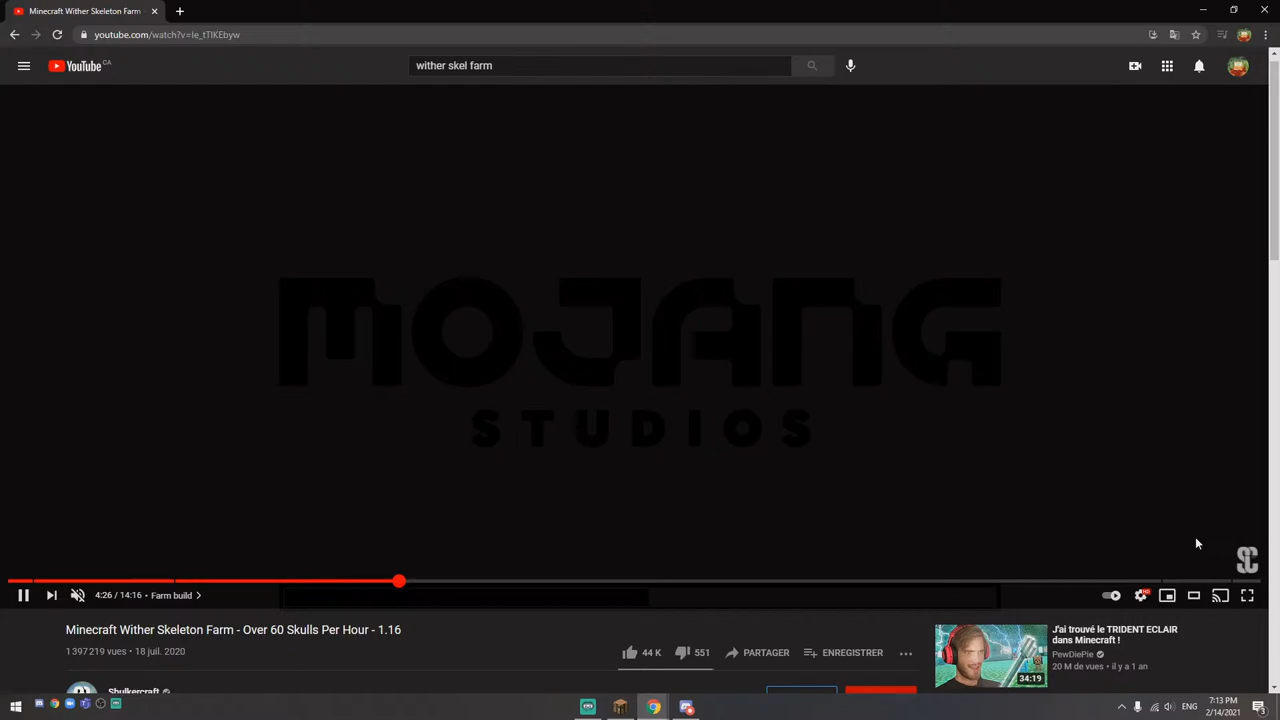 Minecraft Wither Skeleton Farm
youtube.com/watch?v=le_tTIKEbyw
YouTube CA
wither skel farm
MOJANG
STUDIOS
SC
4:26 / 14:16 • Farm build
HD
Minecraft Wither Skeleton Farm - Over 60 Skulls Per Hour - 1.16
1 397 219 vues • 18 juil. 2020
44 K
551
PARTAGER
ENREGISTRER
Shulkercraft
J'ai trouvé le TRIDENT ECLAIR
dans Minecraft !
PewDiePie
20 M de vues • il y a 1 an
34:19
ENG
7:13 PM
2/14/2021
3